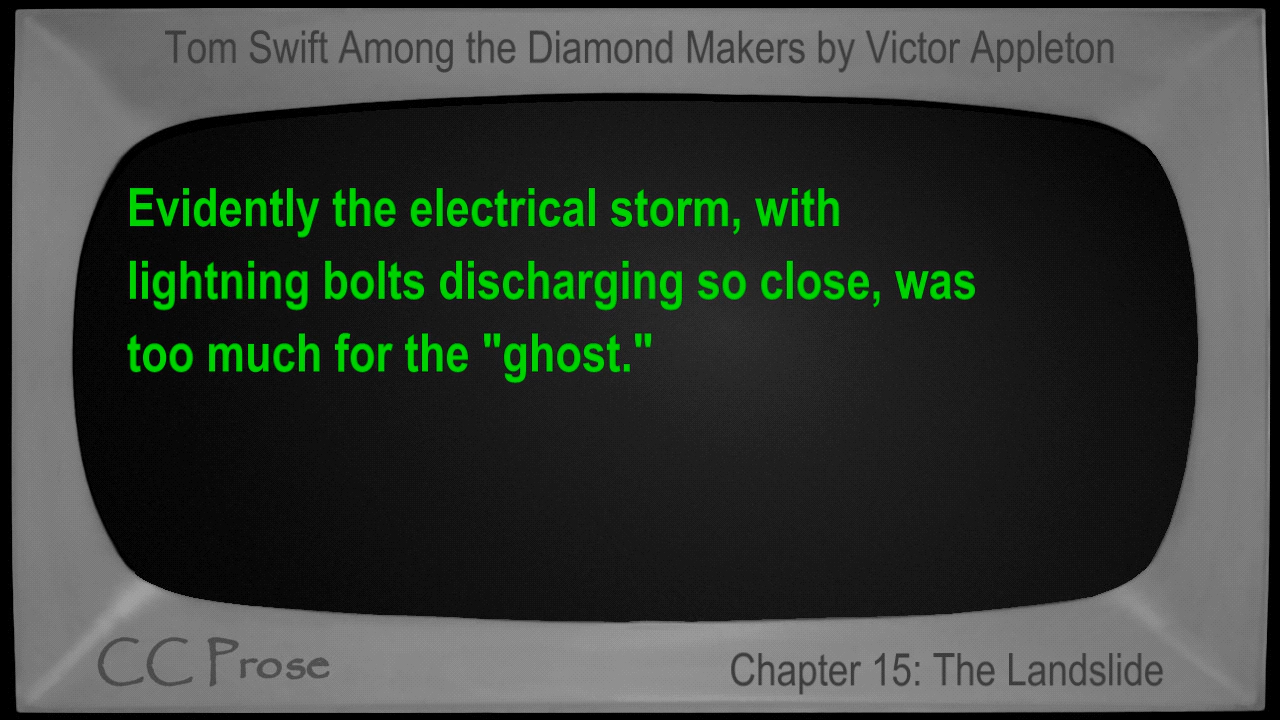 Tom Swift Among the Diamond Makers by Victor Appleton
Evidently the electrical storm, with
lightning bolts discharging so close, was
too much for the "ghost."
CC Prose
Chapter 15: The Landslide